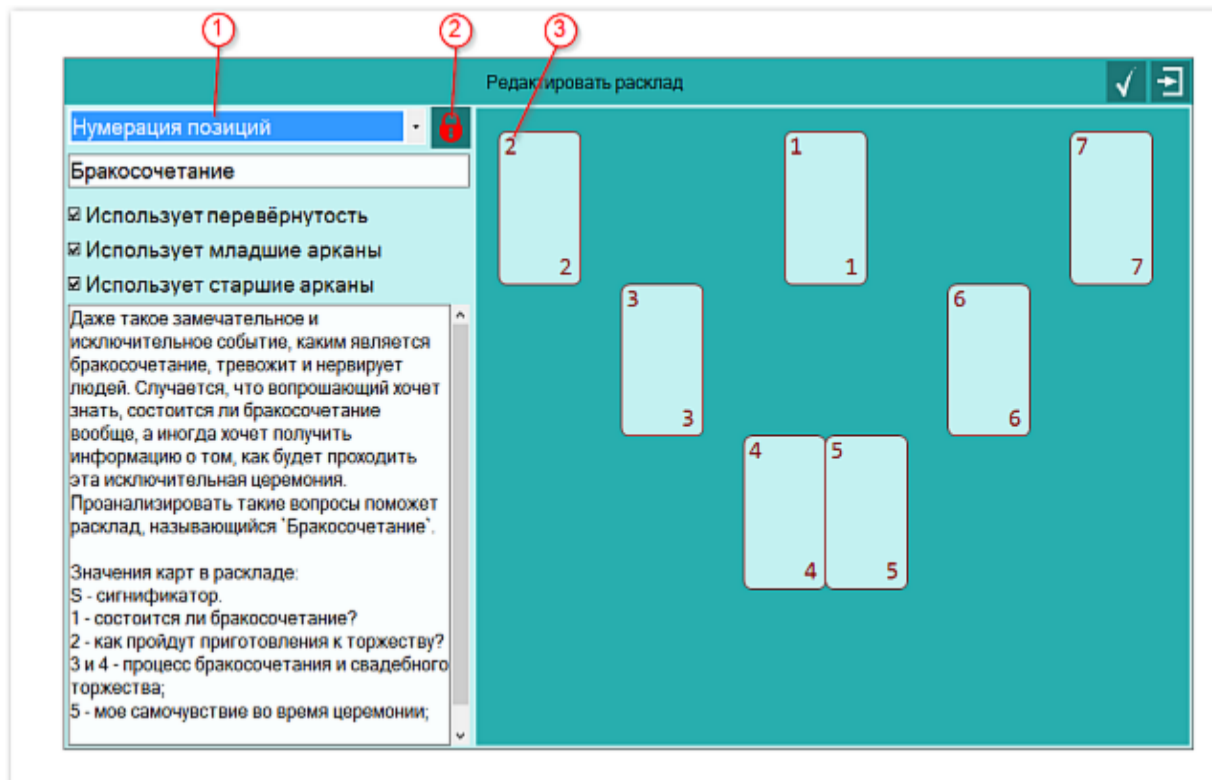 1 2 3
Редактировать расклад
Нумерация позиций
Бракосочетание
Использует перевёрнутость
Использует младшие арканы
Использует старшие арканы
Даже такое замечательное и
исключительное событие, каким является
бракосочетание, тревожит и нервирует
людей. Случается, что вопрошающий хочет
знать, состоится ли бракосочетание
вообще, а иногда хочет получить
информацию о том, как будет проходить
эта исключительная церемония.
Проанализировать такие вопросы поможет
расклад, называющийся `Бракосочетание`.
Значения карт в раскладе:
S - сигнификатор.
1 - состоится ли бракосочетание?
2 - как пройдут приготовления к торжеству?
3 и 4 - процесс бракосочетания и свадебного
торжества;
5 - мое самочувствие во время церемонии;
2 1 7
2 1 7
3 6
3 6
4 5
4 5